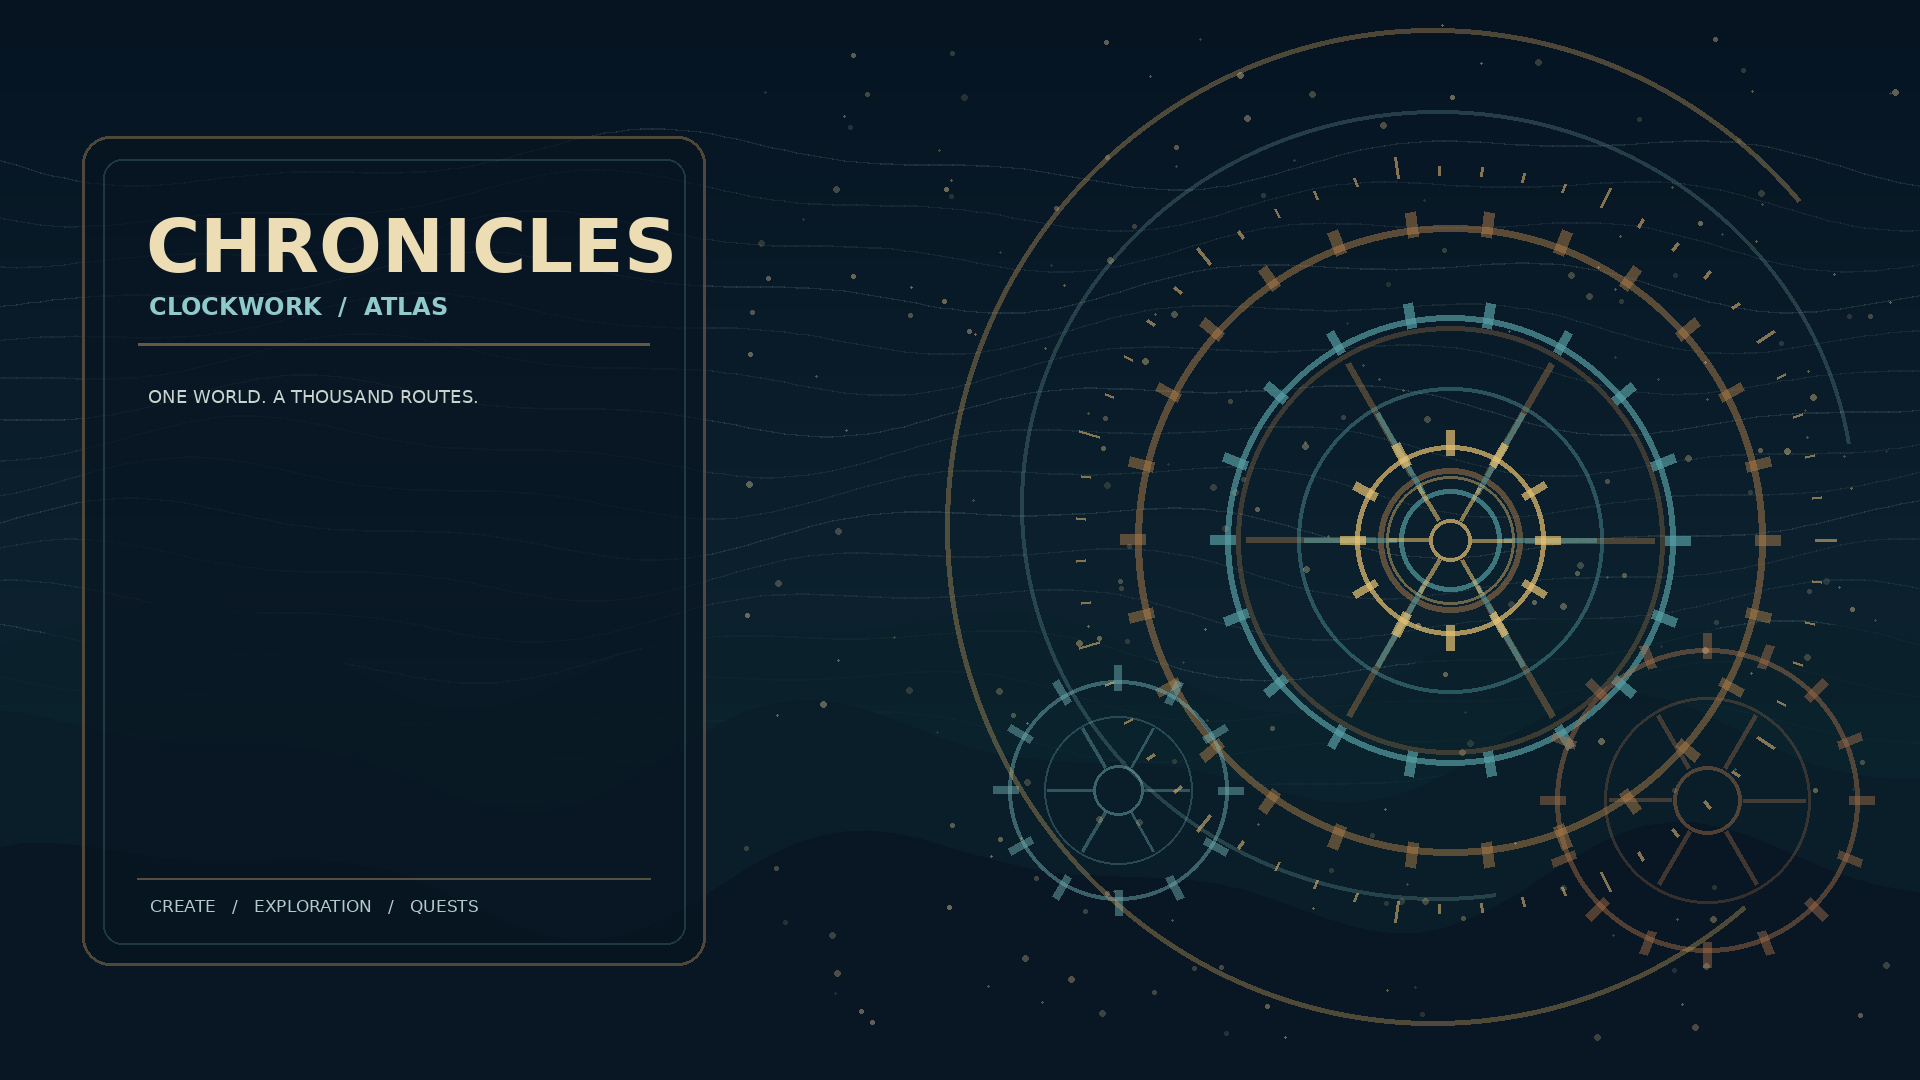 CHRONICLES
CLOCKWORK / ATLAS
ONE WORLD. A THOUSAND ROUTES.
CREATE / EXPLORATION / QUESTS